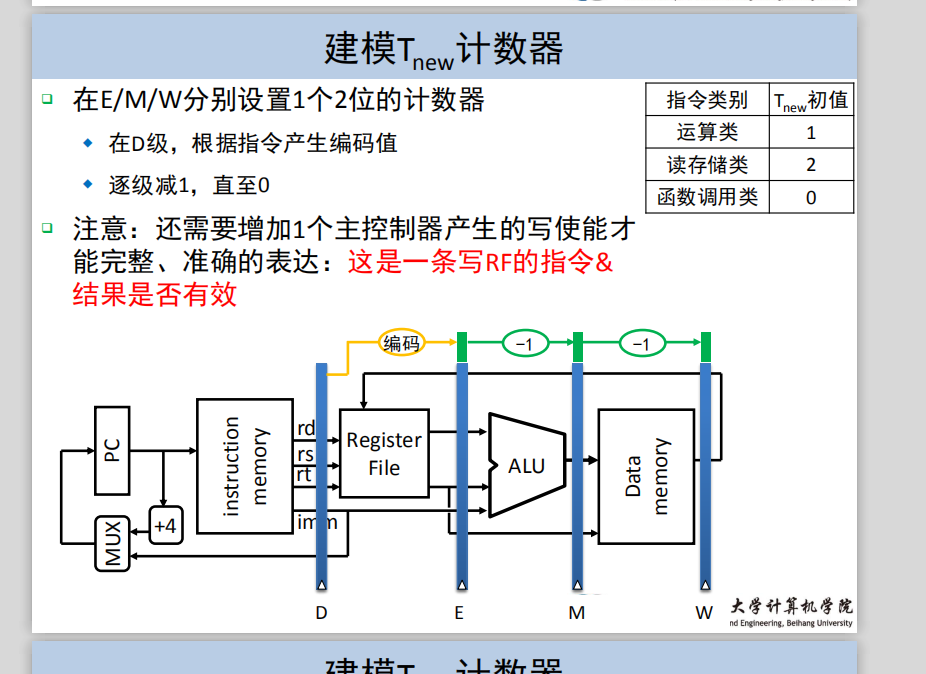 建模Tnew计数器
在E/M/W分别设置1个2位的计数器
在D级，根据指令产生编码值
逐级减1，直至0
注意：还需要增加1个主控制器产生的写使能才
能完整、准确的表达：这是一条写RF的指令&
结果是否有效
指令类别 Tnew初值
运算类 1
读存储类 2
函数调用类 0
编码
−1
−1
PC
MUX
+4
instruction
memory
rd
rs
rt
imm
Register
File
ALU
Data
memory
D
E
M
W
大学计算机学院
nd Engineering, Beihang University